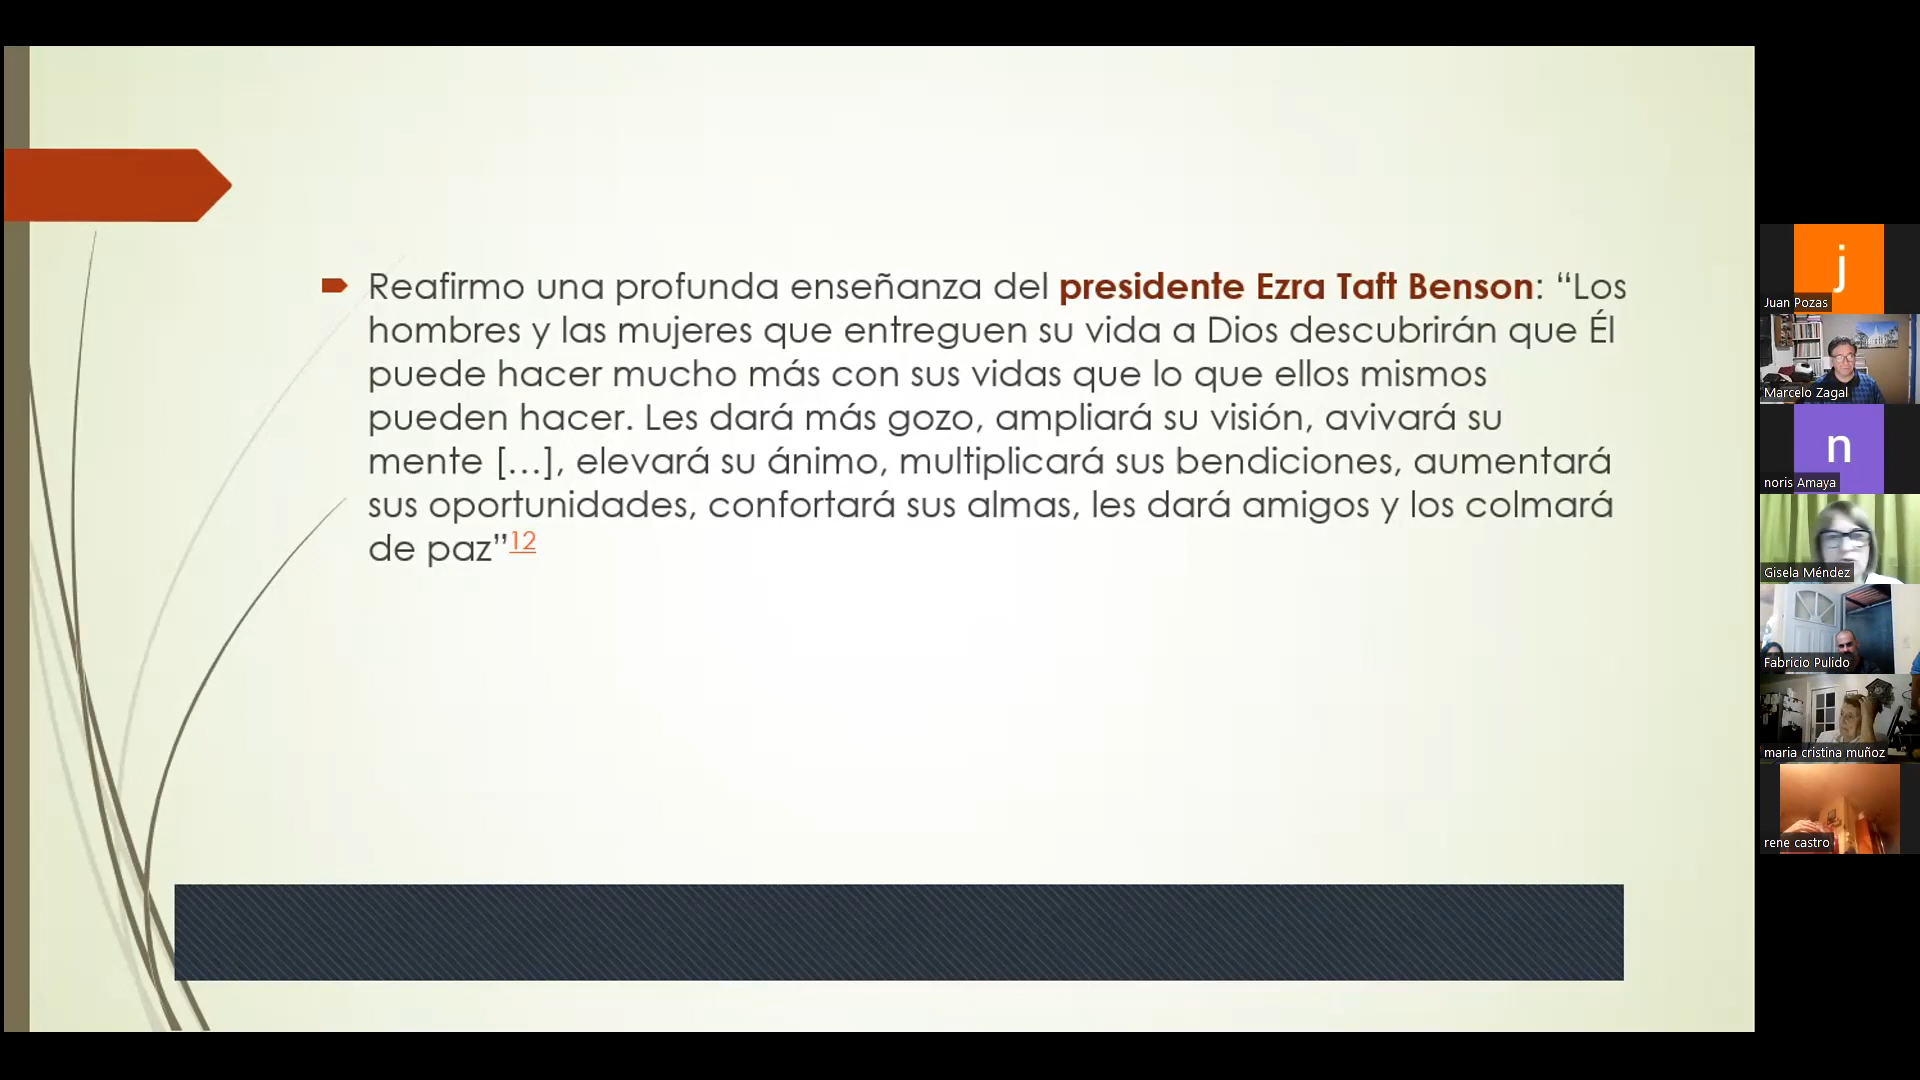 Reafirmo una profunda enseñanza del presidente Ezra Taft Benson: “Los
hombres y las mujeres que entreguen su vida a Dios descubrirán que Él
puede hacer mucho más con sus vidas que lo que ellos mismos
pueden hacer. Les dará más gozo, ampliará su visión, avivará su
mente […], elevará su ánimo, multiplicará sus bendiciones, aumentará
sus oportunidades, confortará sus almas, les dará amigos y los colmará
de paz”12
j
Juan Pozas
Marcelo Zagal
n
noris Amaya
Gisela Méndez
Fabricio Pulido
maria cristina muñoz
rene castro